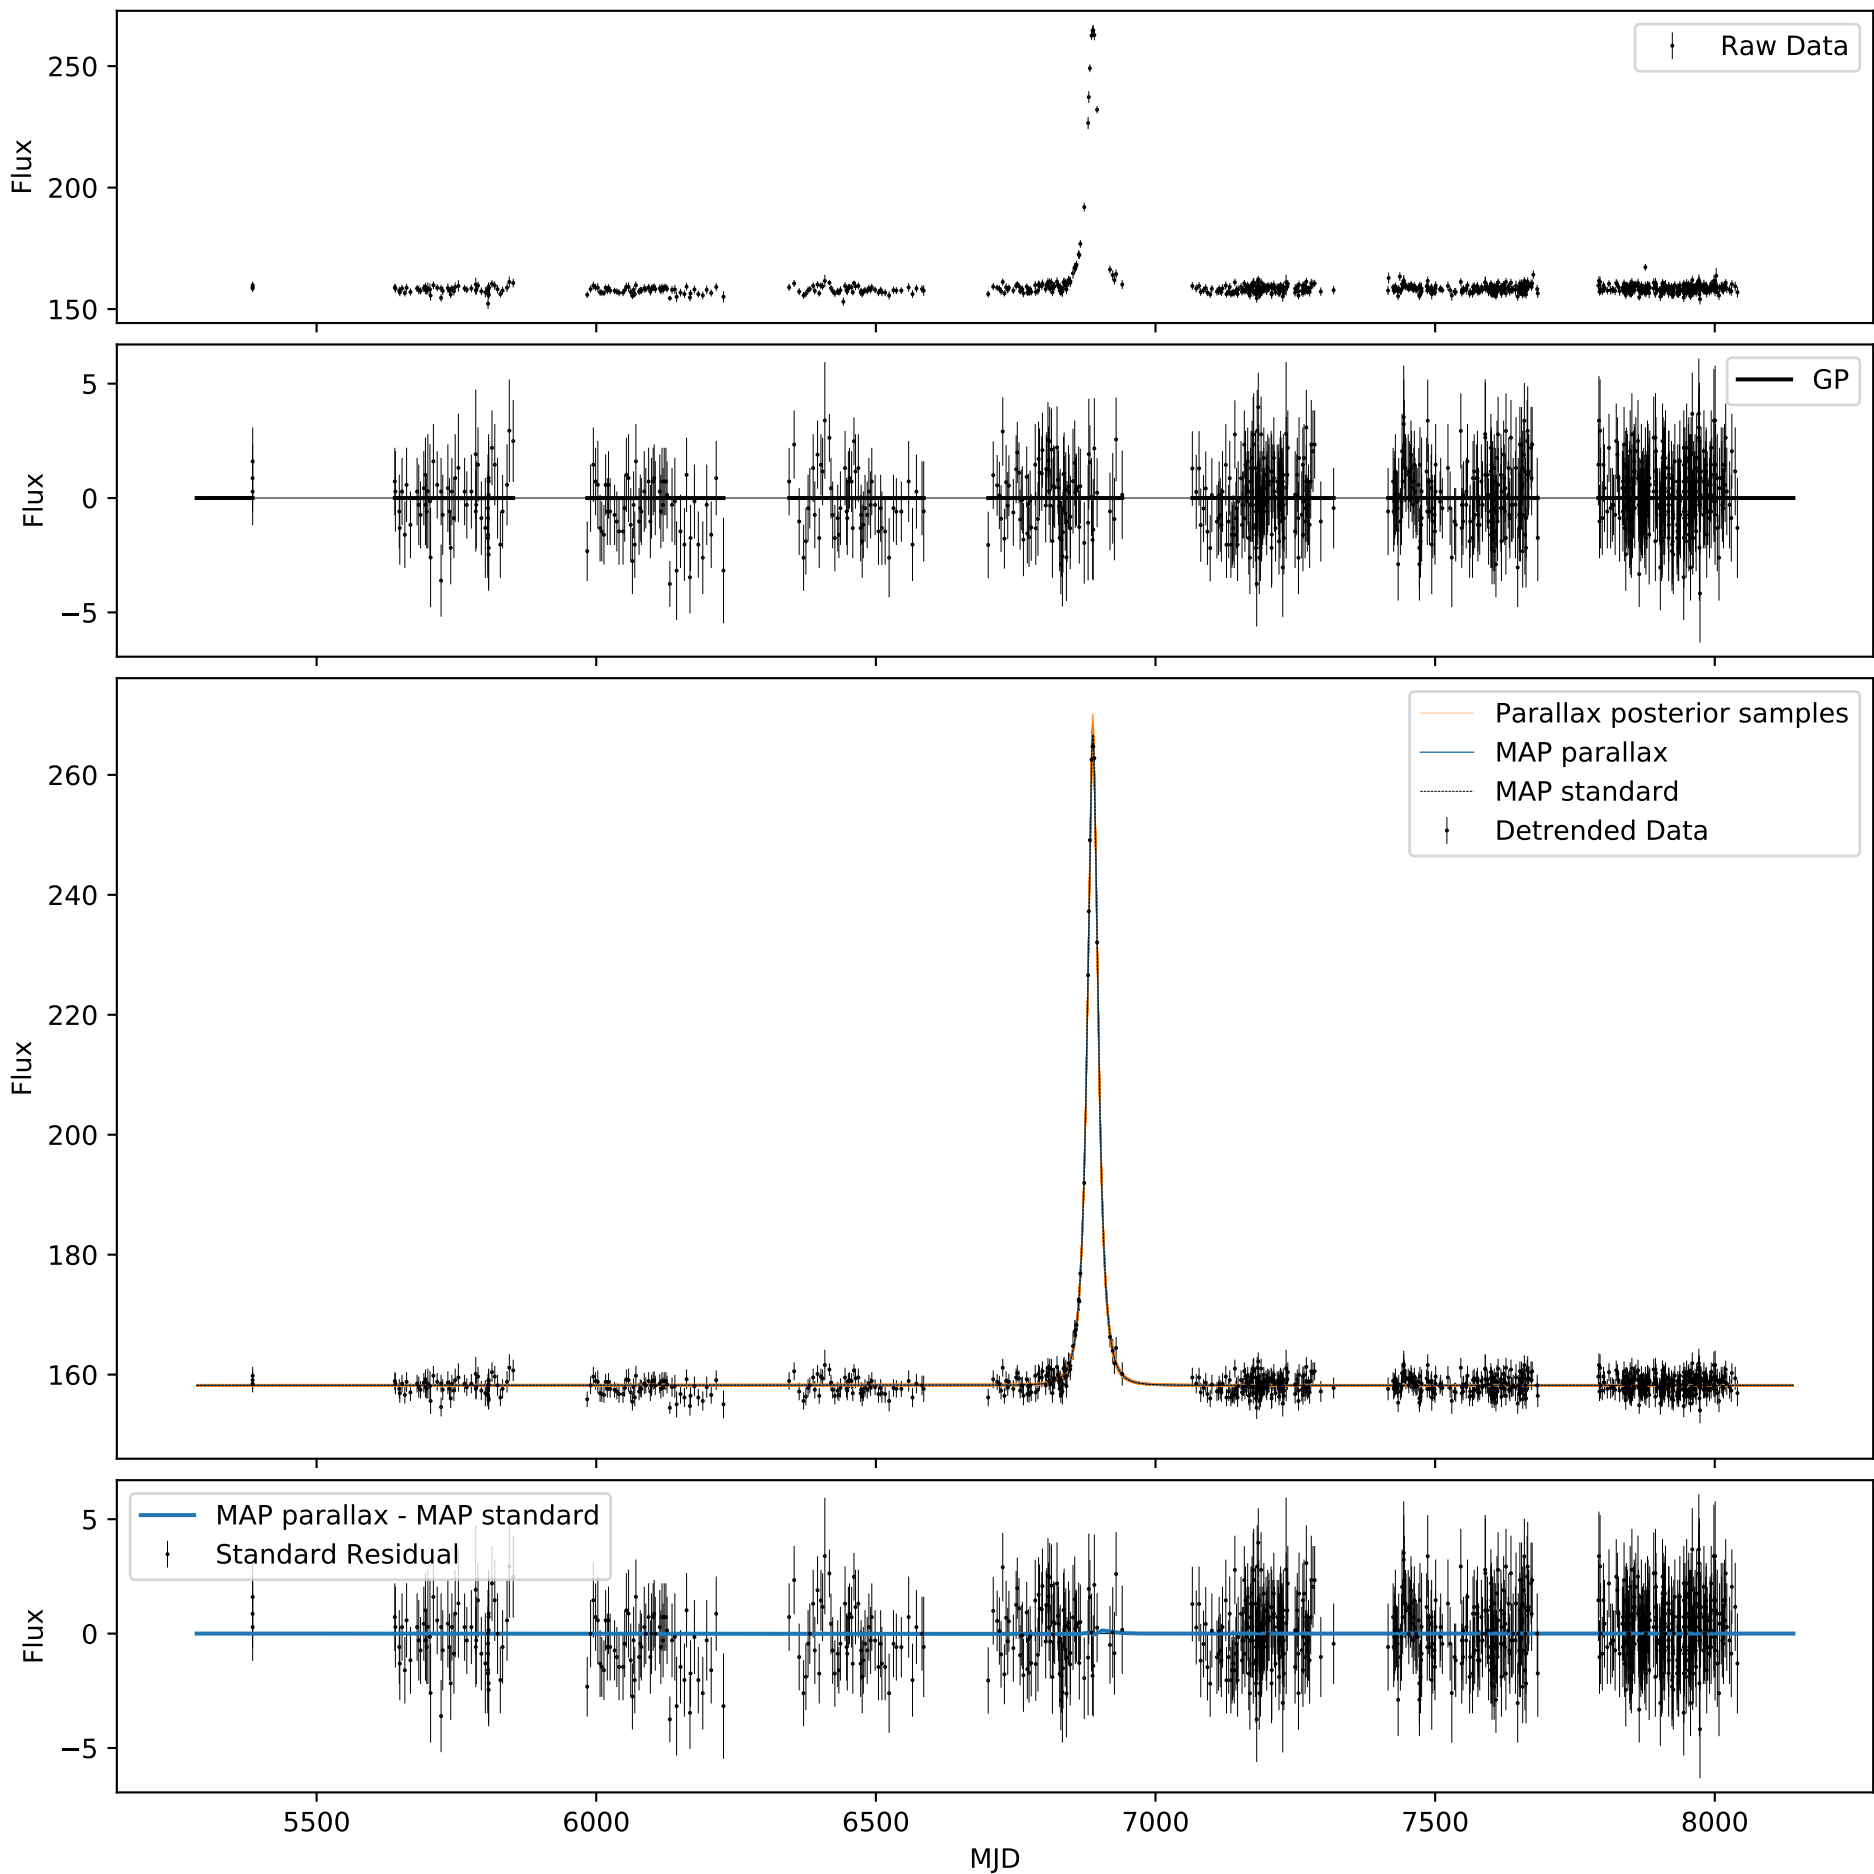 250
200
150
Flux
Raw Data
5
0
−5
Flux
GP
260
240
220
200
180
160
Flux
Parallax posterior samples
MAP parallax
MAP standard
Detrended Data
5
0
−5
Flux
MAP parallax - MAP standard
Standard Residual
5500 6000 6500 7000 7500 8000
MJD